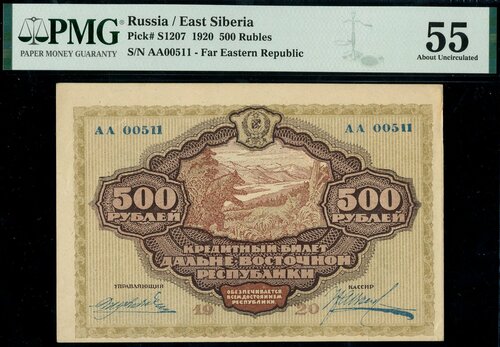 PMG
PAPER MONEY GUARANTY
Russia / East Siberia
Pick# S1207 1920 500 Rubles
S/N AA00511 - Far Eastern Republic
55
About Uncirculated
АА 00511
АА 00511
500
РУБЛЕЙ
500
РУБЛЕЙ
КРЕДИТНЫЙ БИЛЕТ
ДАЛЬНЕ-ВОСТОЧНОЙ
РЕСПУБЛИКИ
УПРАВЛЯЮЩИЙ
КАССИР
ОБЕСПЕЧИВАЕТСЯ
ВСЕМ ДОСТОЯНИЕМ
РЕСПУБЛИКИ
19 20